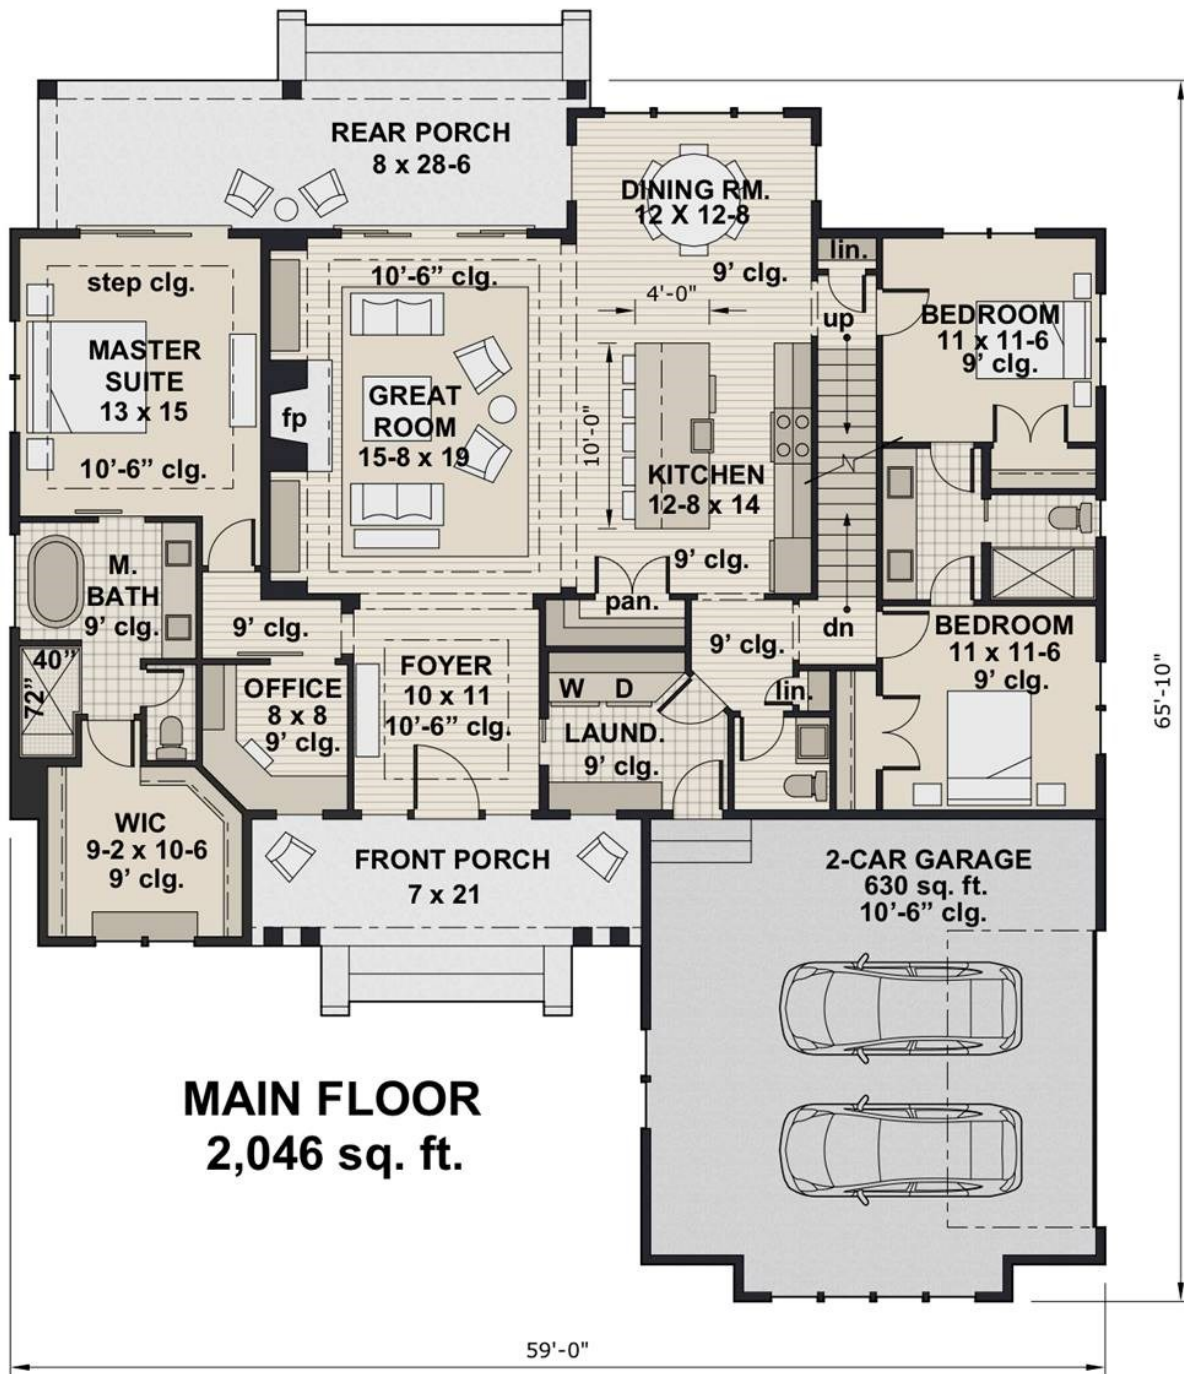 REAR PORCH
8 x 28-6
DINING RM.
12 X 12-8
9' clg.
lin.
step clg.
MASTER
SUITE
13 x 15
10'-6” clg.
10'-6” clg.
fp
GREAT
ROOM
15-8 x 19
4'-0"
10'-0"
KITCHEN
12-8 x 14
9' clg.
up
BEDROOM
11 x 11-6
9' clg.
M.
BATH
9' clg.
40”
72”
9' clg.
OFFICE
8 x 8
9' clg.
FOYER
10 x 11
10'-6” clg.
pan.
9' clg.
dn
BEDROOM
11 x 11-6
9' clg.
W D
lin.
LAUND.
9' clg.
WIC
9-2 x 10-6
9' clg.
FRONT PORCH
7 x 21
2-CAR GARAGE
630 sq. ft.
10'-6” clg.
65'-10"
MAIN FLOOR
2,046 sq. ft.
59'-0"